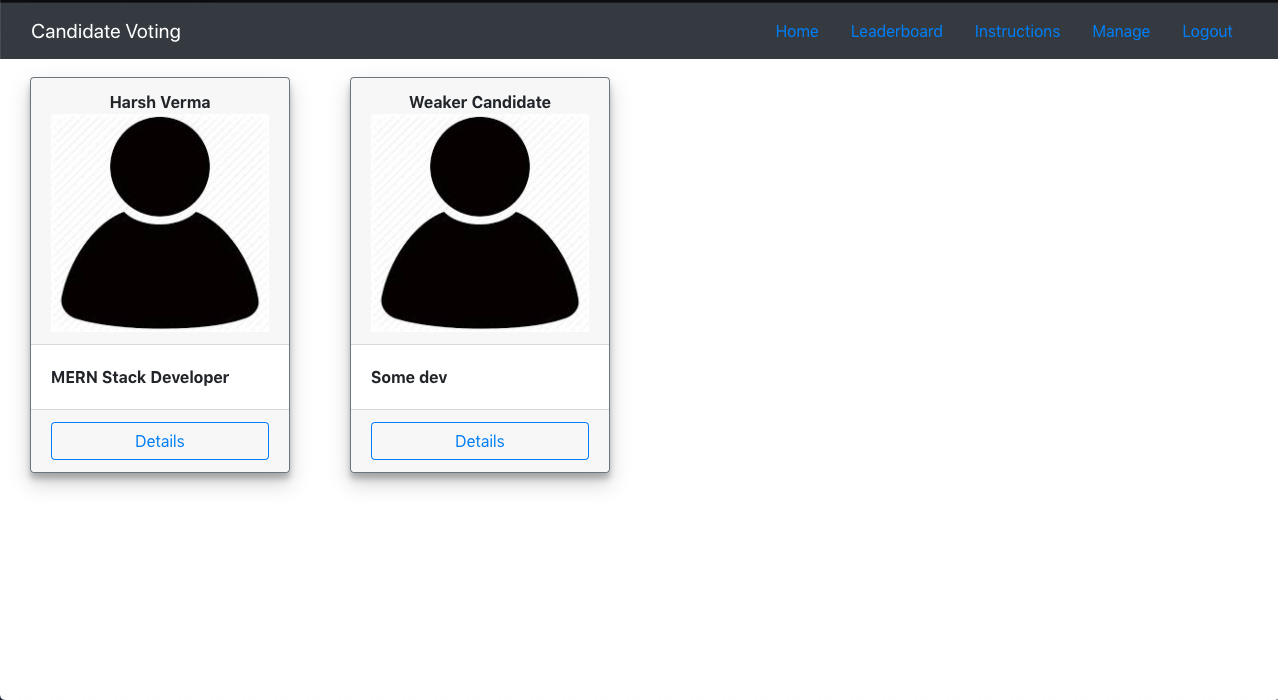 Candidate Voting
Home Leaderboard Instructions Manage Logout
Harsh Verma
MERN Stack Developer
Details
Weaker Candidate
Some dev
Details